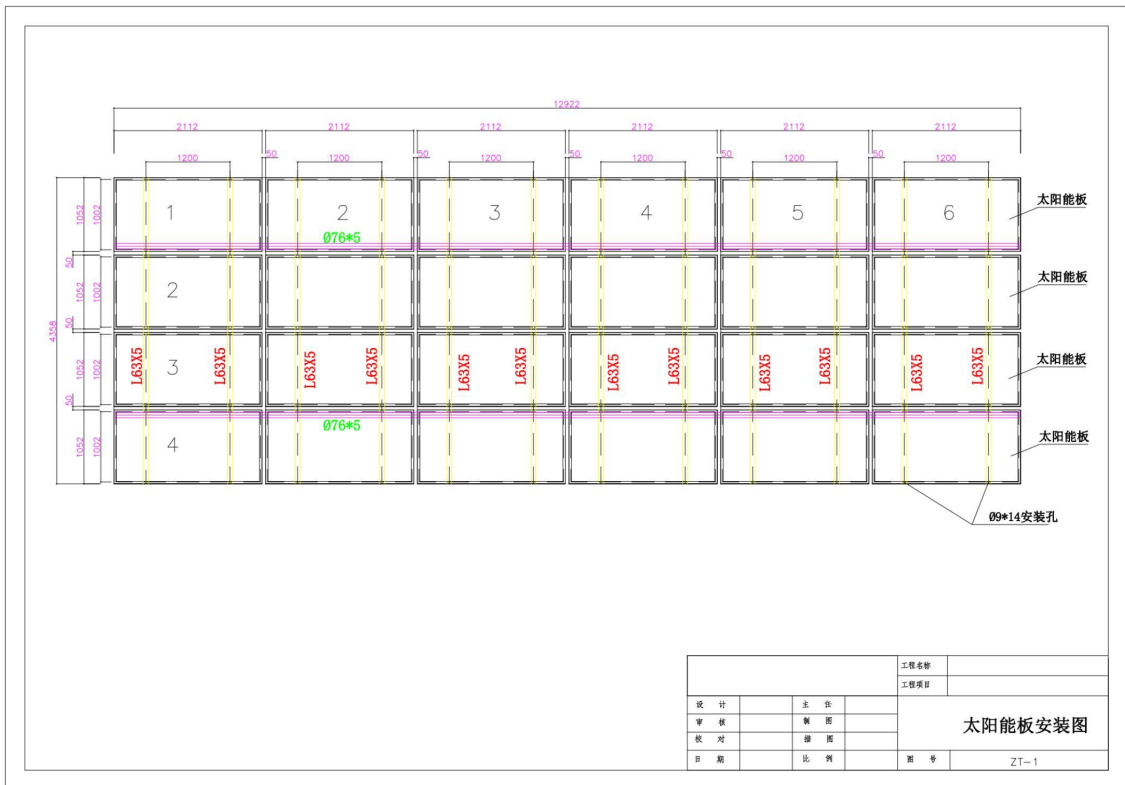 12922
2112 2112 2112 2112 2112 2112
1200 50 1200 50 1200 50 1200 50 1200 50 1200
1 2 3 4 5 6 太阳能板
1052 1002
Ø76*5
50
2 太阳能板
1052 1002
50
4358
L63X5 L63X5 L63X5 L63X5 L63X5 L63X5 L63X5 L63X5 L63X5 L63X5 L63X5 L63X5
3 太阳能板
1052 1002
50
Ø76*5
4 太阳能板
1052 1002
Ø9*14安装孔
工程名称
工程项目
设 计 主 任
审 核 制 图
校 对 描 图
太阳能板安装图
日 期 比 例 图 号 ZT-1